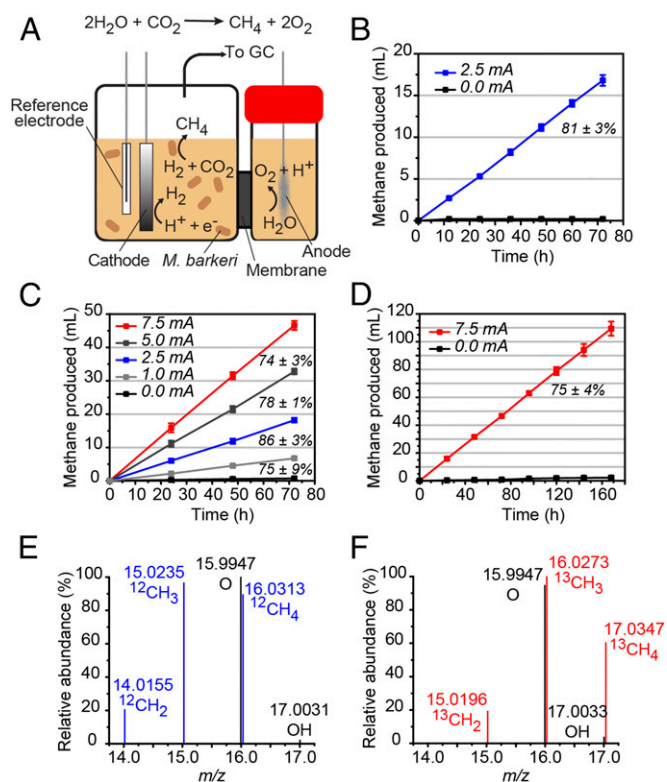 A
2H₂O + CO₂ → CH₄ + 2O₂
To GC
Reference
electrode
CH₄
H₂ + CO₂
H₂
H⁺ + e⁻
O₂ + H⁺
H₂O
Cathode
M. barkeri
Membrane
Anode
B
Methane produced (mL)
20
15
10
5
0
2.5 mA
0.0 mA
81 ± 3%
0 10 20 30 40 50 60 70 80
Time (h)
C
Methane produced (mL)
50
40
30
20
10
0
7.5 mA
5.0 mA
2.5 mA
1.0 mA
0.0 mA
74 ± 3%
78 ± 1%
86 ± 3%
75 ± 9%
0 10 20 30 40 50 60 70 80
Time (h)
D
Methane produced (mL)
120
110
100
90
80
70
60
50
40
30
20
10
0
7.5 mA
0.0 mA
75 ± 4%
0 40 80 120 160
Time (h)
E
Relative abundance (%)
100
80
60
40
20
0
15.0235
¹²CH₃
15.9947
O
16.0313
¹²CH₄
14.0155
¹²CH₂
17.0031
OH
14.0 15.0 16.0 17.0
m/z
F
Relative abundance (%)
100
80
60
40
20
0
15.9947
O
16.0273
¹³CH₃
17.0347
¹³CH₄
15.0196
¹³CH₂
17.0033
OH
14.0 15.0 16.0 17.0
m/z